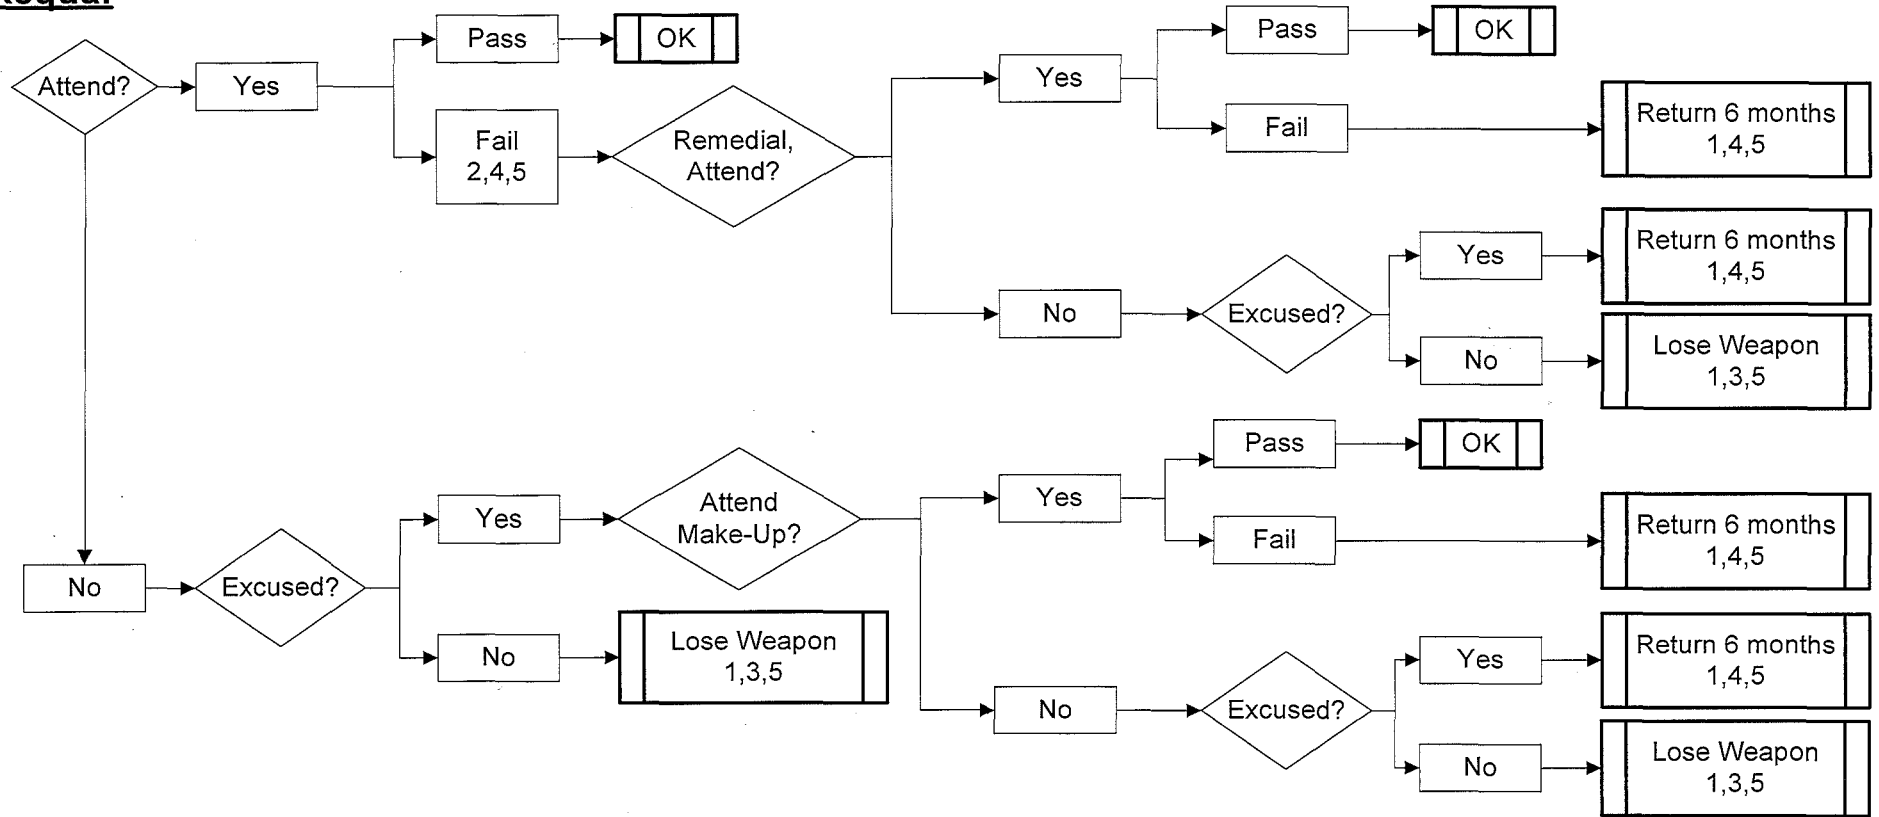 Requal
Pass
OK
Pass
OK
Attend?
Yes
Yes
Fail
2,4,5
Remedial,
Attend?
Fail
Return 6 months
1,4,5
No
Excused?
Yes
Return 6 months
1,4,5
No
Lose Weapon
1,3,5
No
Excused?
Yes
Attend
Make-Up?
Yes
Pass
OK
Fail
Return 6 months
1,4,5
No
Lose Weapon
1,3,5
No
Excused?
Yes
Return 6 months
1,4,5
No
Lose Weapon
1,3,5